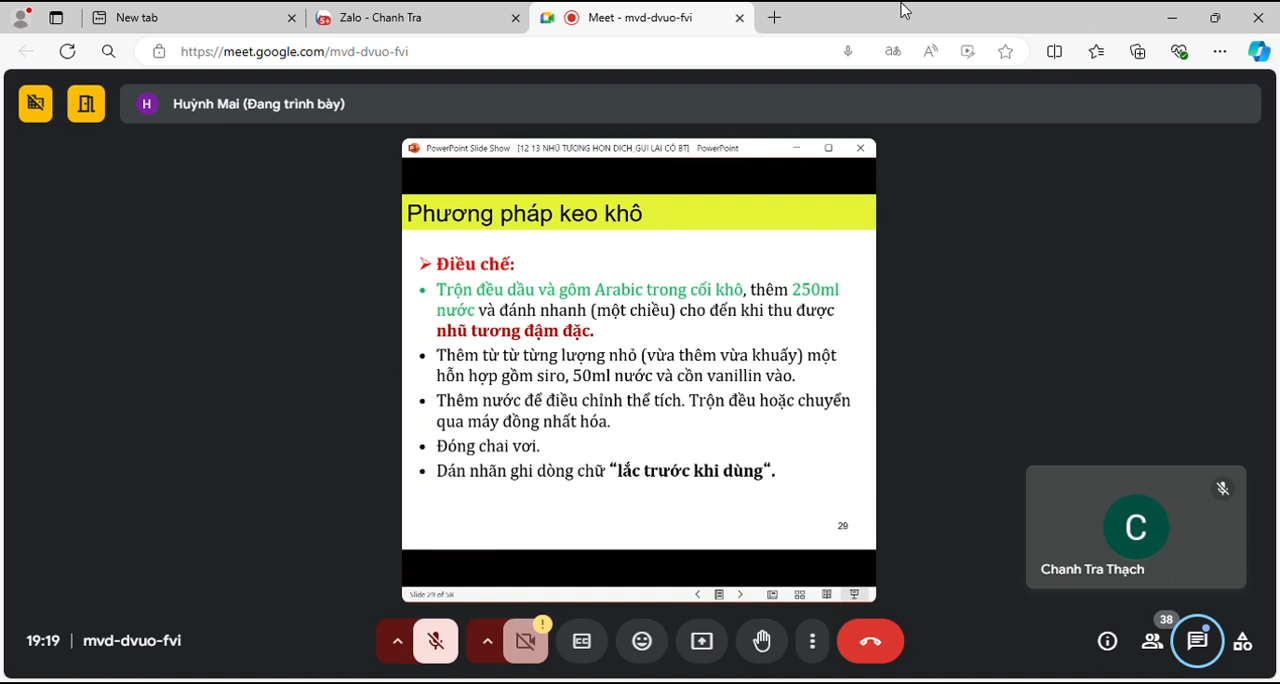 New tab
Zalo - Chanh Tra
Meet - mvd-dvuo-fvi
https://meet.google.com/mvd-dvuo-fvi
H Huỳnh Mai (Đang trình bày)
PowerPoint Slide Show - [12 13 NHŨ TƯƠNG HỖN DỊCH_GUI LAI CÓ BT] - PowerPoint
Phương pháp keo khô
Điều chế:
Trộn đều dầu và gôm Arabic trong cối khô, thêm 250ml
nước và đánh nhanh (một chiều) cho đến khi thu được
nhũ tương đậm đặc.
Thêm từ từ từng lượng nhỏ (vừa thêm vừa khuấy) một
hỗn hợp gồm siro, 50ml nước và cồn vanillin vào.
Thêm nước để điều chỉnh thể tích. Trộn đều hoặc chuyển
qua máy đồng nhất hóa.
Đóng chai vơi.
Dán nhãn ghi dòng chữ “lắc trước khi dùng“.
29
Slide 29 of 58
C
Chanh Tra Thạch
19:19 | mvd-dvuo-fvi
38